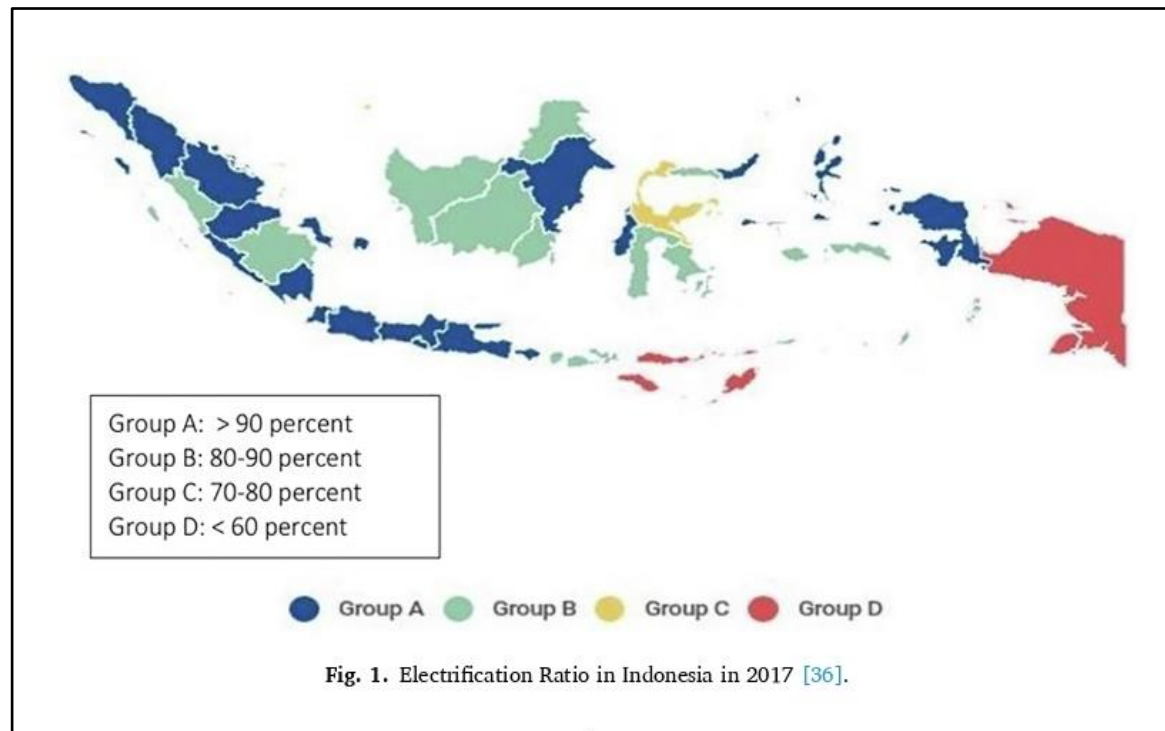 Group A: > 90 percent
Group B: 80-90 percent
Group C: 70-80 percent
Group D: < 60 percent
Group A Group B Group C Group D
Fig. 1. Electrification Ratio in Indonesia in 2017 [36].